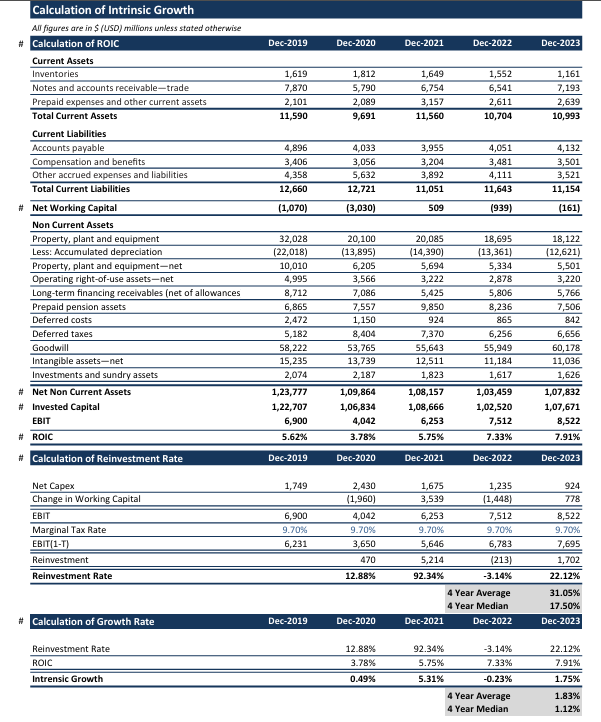 Calculation of Intrinsic Growth
All figures are in $ (USD) millions unless stated otherwise
# Calculation of ROIC Dec-2019 Dec-2020 Dec-2021 Dec-2022 Dec-2023
Current Assets
Inventories 1,619 1,812 1,649 1,552 1,161
Notes and accounts receivable—trade 7,870 5,790 6,754 6,541 7,193
Prepaid expenses and other current assets 2,101 2,089 3,157 2,611 2,639
Total Current Assets 11,590 9,691 11,560 10,704 10,993
Current Liabilities
Accounts payable 4,896 4,033 3,955 4,051 4,132
Compensation and benefits 3,406 3,056 3,204 3,481 3,501
Other accrued expenses and liabilities 4,358 5,632 3,892 4,111 3,521
Total Current Liabilities 12,660 12,721 11,051 11,643 11,154
# Net Working Capital (1,070) (3,030) 509 (939) (161)
Non Current Assets
Property, plant and equipment 32,028 20,100 20,085 18,695 18,122
Less: Accumulated depreciation (22,018) (13,895) (14,390) (13,361) (12,621)
Property, plant and equipment—net 10,010 6,205 5,694 5,334 5,501
Operating right-of-use assets—net 4,995 3,566 3,222 2,878 3,220
Long-term financing receivables (net of allowances 8,712 7,086 5,425 5,806 5,766
Prepaid pension assets 6,865 7,557 9,850 8,236 7,506
Deferred costs 2,472 1,150 924 865 842
Deferred taxes 5,182 8,404 7,370 6,256 6,656
Goodwill 58,222 53,765 55,643 55,949 60,178
Intangible assets—net 15,235 13,739 12,511 11,184 11,036
Investments and sundry assets 2,074 2,187 1,823 1,617 1,626
# Net Non Current Assets 1,23,777 1,09,864 1,08,157 1,03,459 1,07,832
# Invested Capital 1,22,707 1,06,834 1,08,666 1,02,520 1,07,671
EBIT 6,900 4,042 6,253 7,512 8,522
# ROIC 5.62% 3.78% 5.75% 7.33% 7.91%
# Calculation of Reinvestment Rate Dec-2019 Dec-2020 Dec-2021 Dec-2022 Dec-2023
Net Capex 1,749 2,430 1,675 1,235 924
Change in Working Capital (1,960) 3,539 (1,448) 778
EBIT 6,900 4,042 6,253 7,512 8,522
Marginal Tax Rate 9.70% 9.70% 9.70% 9.70% 9.70%
EBIT(1-T) 6,231 3,650 5,646 6,783 7,695
Reinvestment 470 5,214 (213) 1,702
Reinvestment Rate 12.88% 92.34% -3.14% 22.12%
4 Year Average 31.05%
4 Year Median 17.50%
# Calculation of Growth Rate Dec-2019 Dec-2020 Dec-2021 Dec-2022 Dec-2023
Reinvestment Rate 12.88% 92.34% -3.14% 22.12%
ROIC 3.78% 5.75% 7.33% 7.91%
Intrensic Growth 0.49% 5.31% -0.23% 1.75%
4 Year Average 1.83%
4 Year Median 1.12%